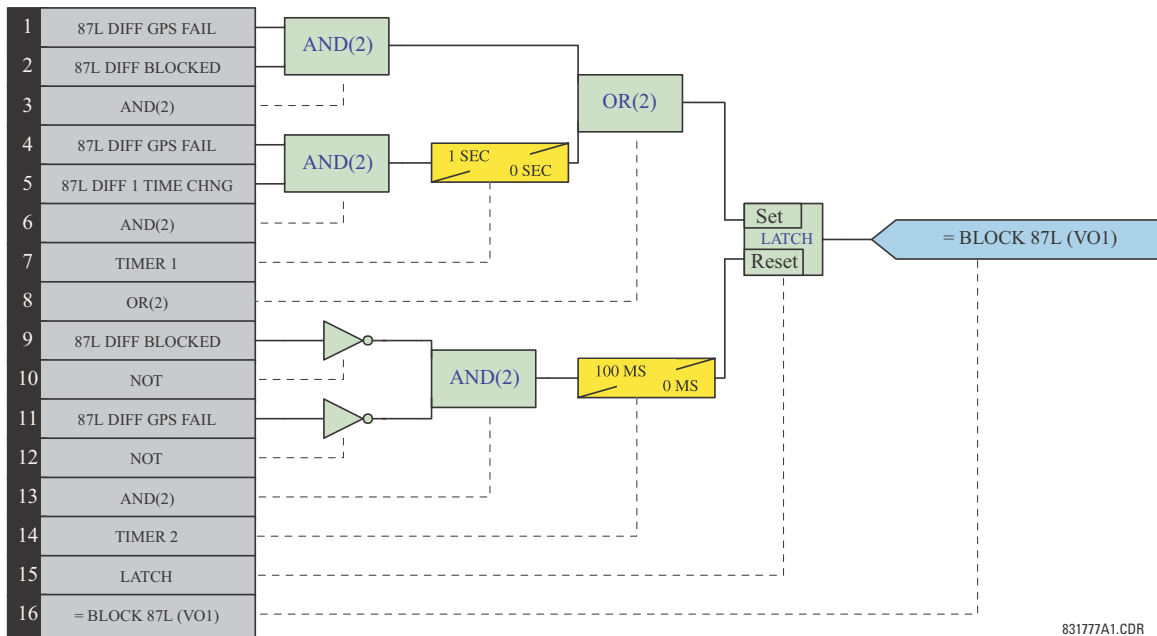 1 87L DIFF GPS FAIL
2 87L DIFF BLOCKED
3 AND(2)
4 87L DIFF GPS FAIL
5 87L DIFF 1 TIME CHNG
6 AND(2)
7 TIMER 1
8 OR(2)
9 87L DIFF BLOCKED
10 NOT
11 87L DIFF GPS FAIL
12 NOT
13 AND(2)
14 TIMER 2
15 LATCH
16 = BLOCK 87L (VO1)
AND(2)
AND(2)
1 SEC
0 SEC
OR(2)
AND(2)
100 MS
0 MS
Set
LATCH
Reset
= BLOCK 87L (VO1)
831777A1.CDR